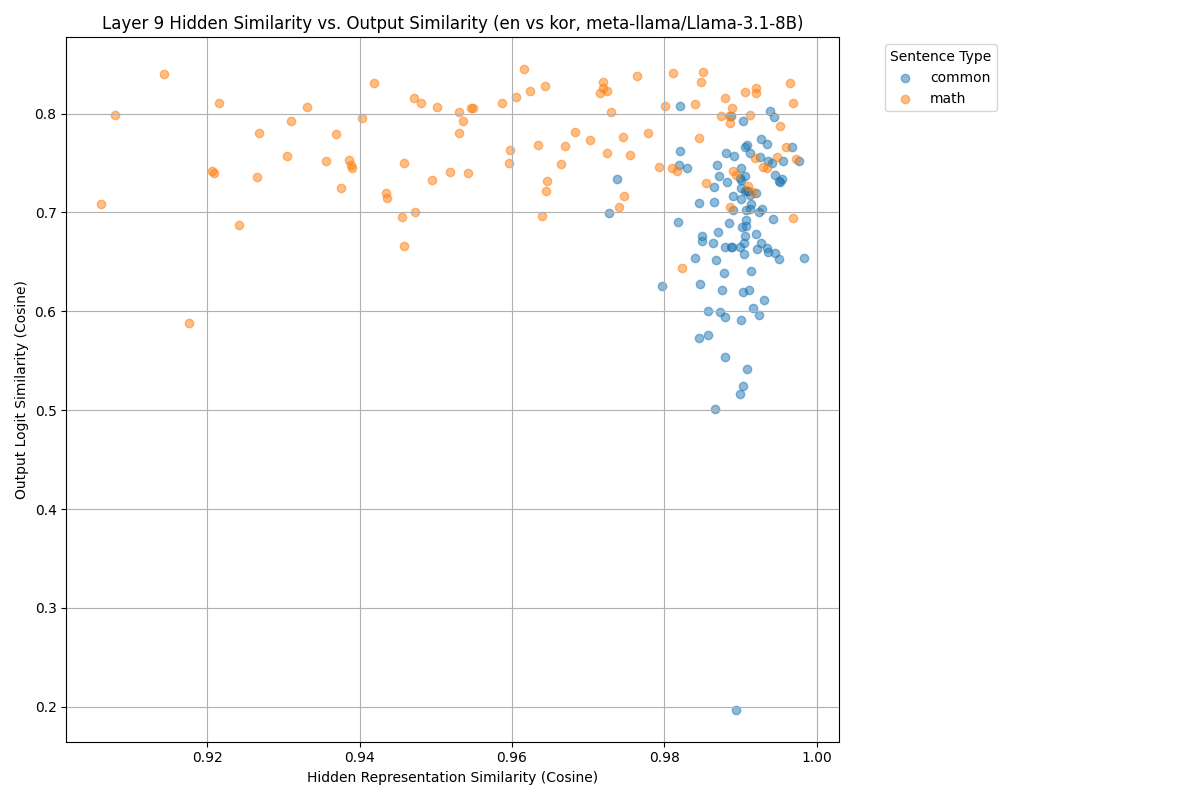 Layer 9 Hidden Similarity vs. Output Similarity (en vs kor, meta-llama/Llama-3.1-8B)
Sentence Type
common
math
Output Logit Similarity (Cosine)
0.8
0.7
0.6
0.5
0.4
0.3
0.2
0.92 0.94 0.96 0.98 1.00
Hidden Representation Similarity (Cosine)